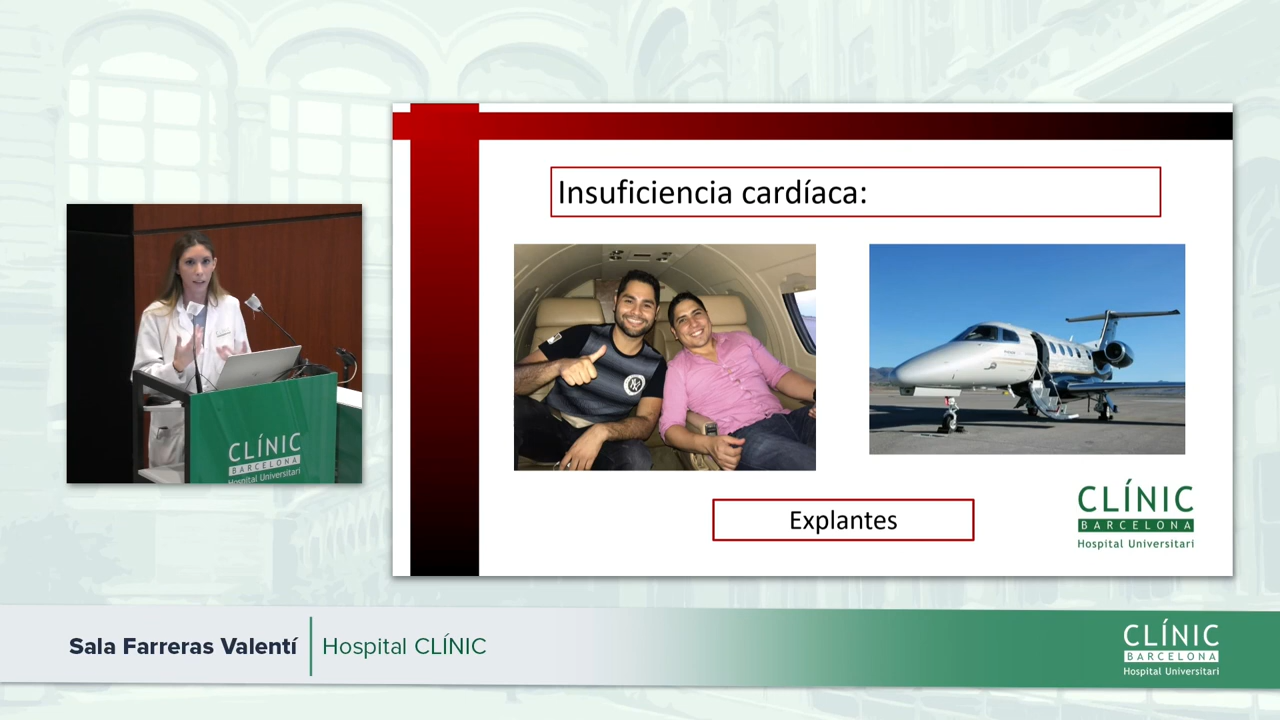 Insuficiencia cardíaca:
Explantes
CLÍNIC
BARCELONA
Hospital Universitari
CLÍNIC
BARCELONA
Hospital Universitari
Sala Farreras Valentí
Hospital CLÍNIC
CLÍNIC
BARCELONA
Hospital Universitari